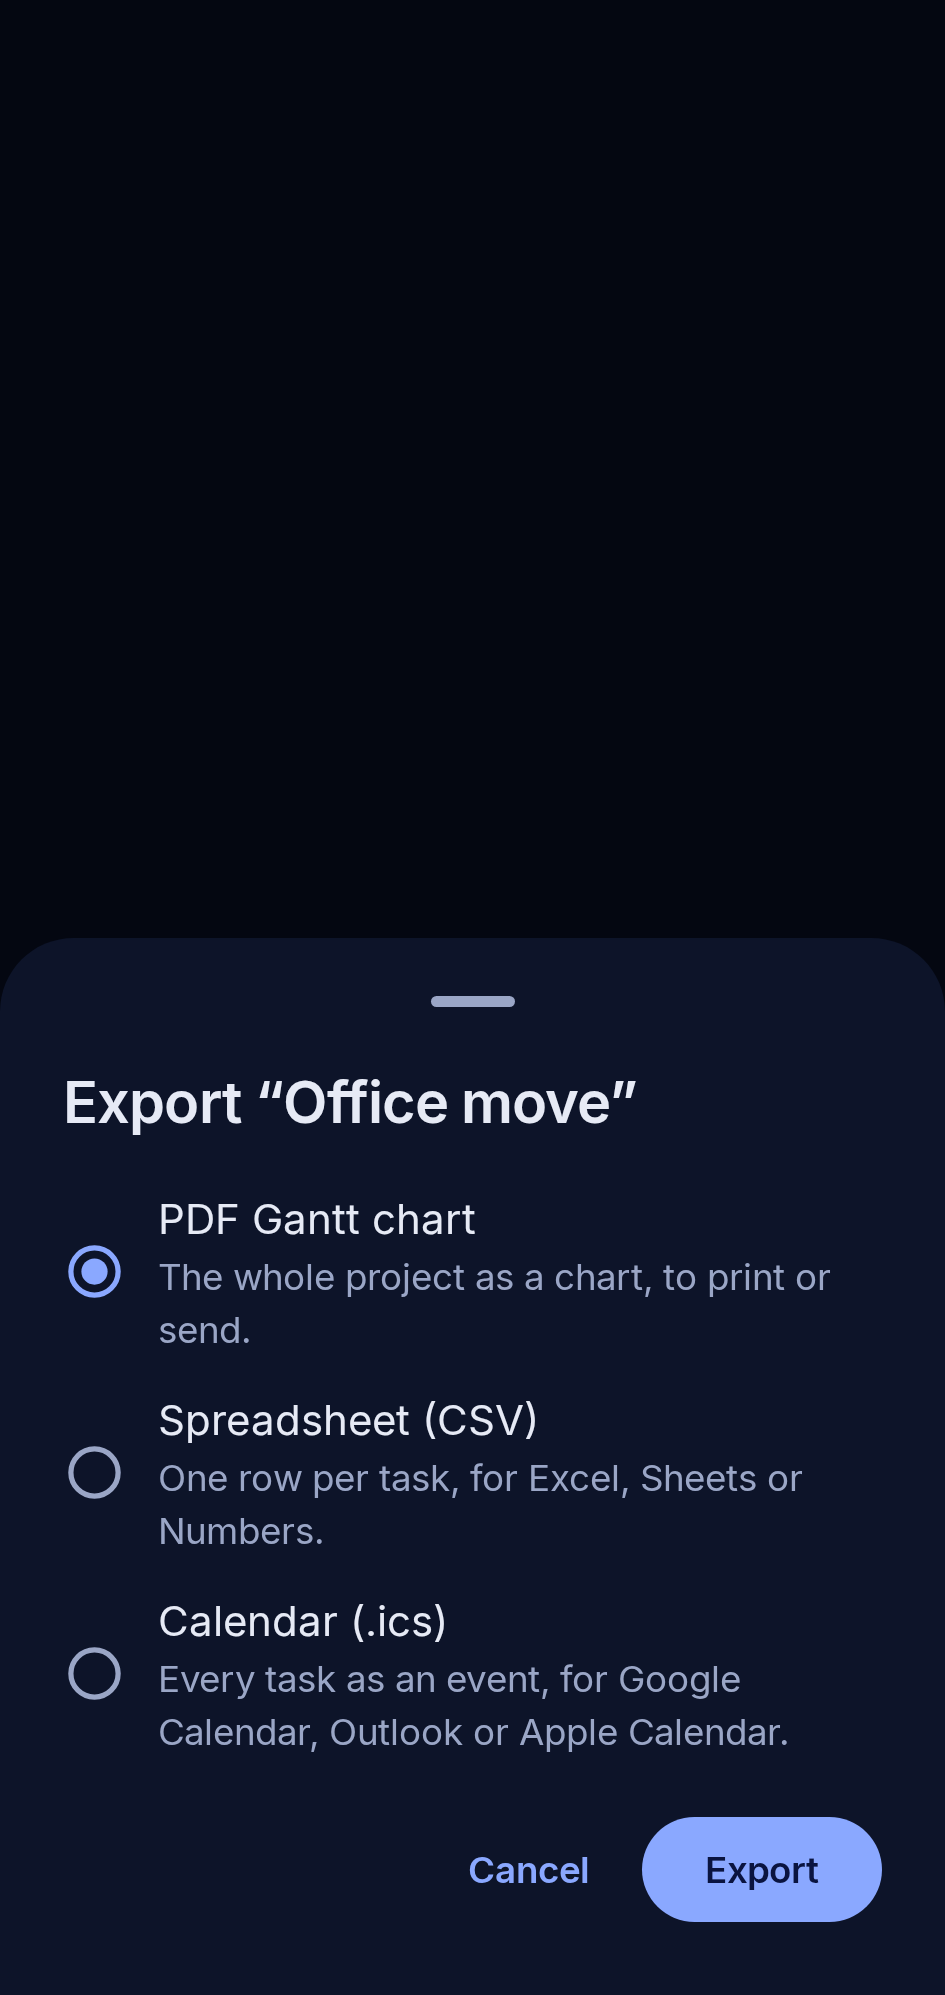 Export “Office move”
PDF Gantt chart
The whole project as a chart, to print or
send.
Spreadsheet (CSV)
One row per task, for Excel, Sheets or
Numbers.
Calendar (.ics)
Every task as an event, for Google
Calendar, Outlook or Apple Calendar.
Cancel
Export